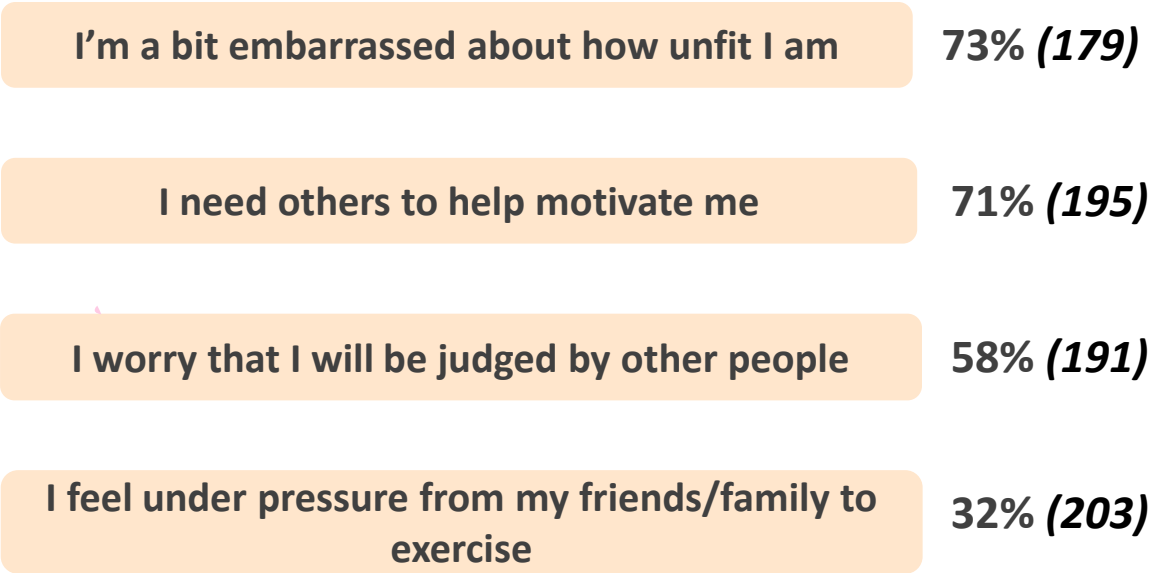 I’m a bit embarrassed about how unfit I am 73% (179)
I need others to help motivate me 71% (195)
I worry that I will be judged by other people 58% (191)
I feel under pressure from my friends/family to
exercise 32% (203)